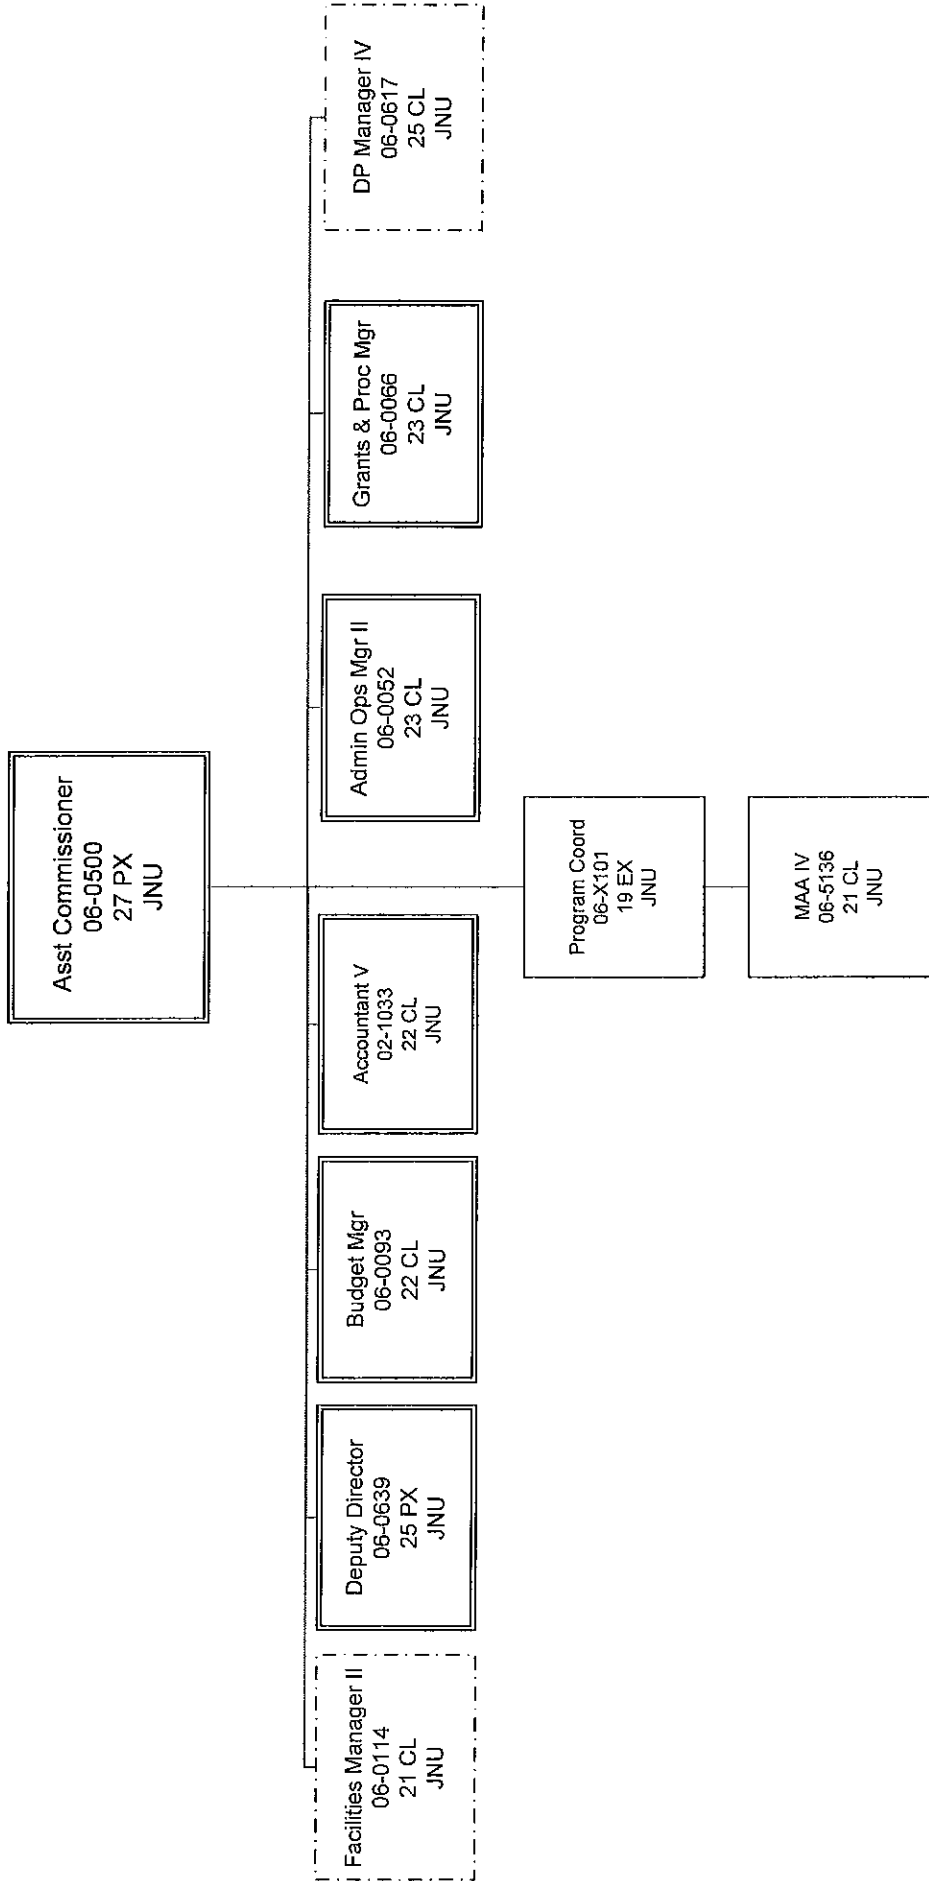 Asst Commissioner
06-0500
27 PX
JNU
Facilities Manager II
06-0114
21 CL
JNU
Deputy Director
06-0639
25 PX
JNU
Budget Mgr
06-0093
22 CL
JNU
Accountant V
02-1033
22 CL
JNU
Admin Ops Mgr II
06-0052
23 CL
JNU
Grants & Proc Mgr
06-0066
23 CL
JNU
DP Manager IV
06-0617
25 CL
JNU
Program Coord
06-X101
19 EX
JNU
MAA IV
06-5136
21 CL
JNU